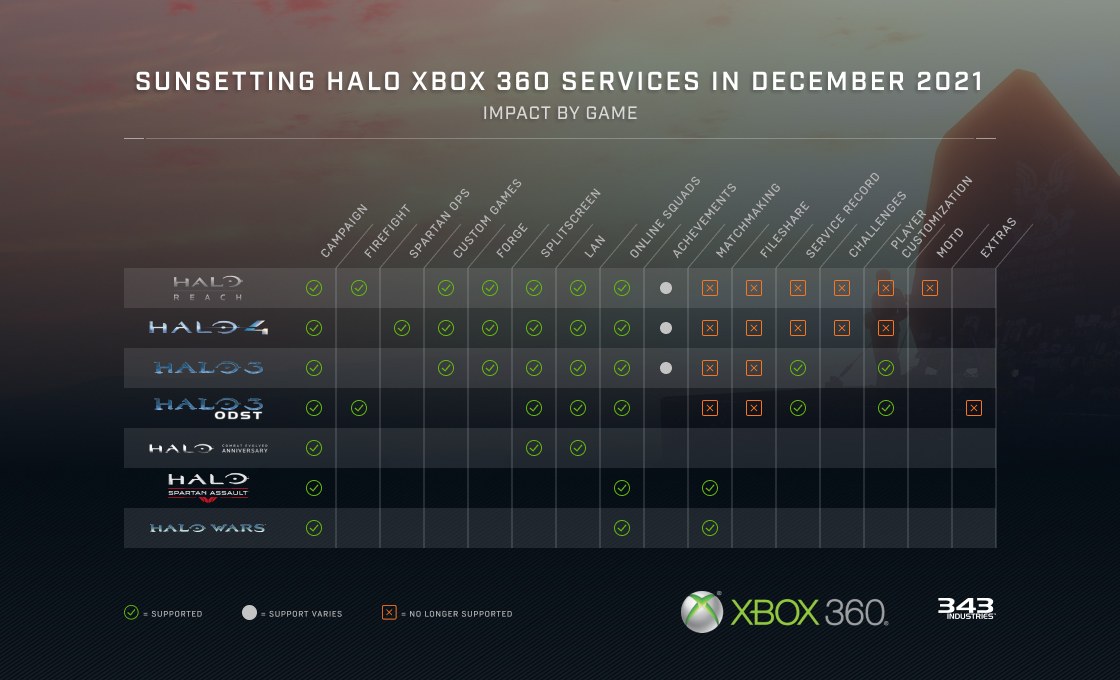 SUNSETTING HALO XBOX 360 SERVICES IN DECEMBER 2021
IMPACT BY GAME
CAMPAIGN
FIREFIGHT
SPARTAN OPS
CUSTOM GAMES
FORGE
SPLITSCREEN
LAN
ONLINE SQUADS
ACHIEVEMENTS
MATCHMAKING
FILESHARE
SERVICE RECORD
CHALLENGES
PLAYER
CUSTOMIZATION
MOTD
EXTRAS
HALO
REACH
HALO 4
HALO 3
HALO 3
ODST
HALO COMBAT EVOLVED
ANNIVERSARY
HALO
SPARTAN ASSAULT
HALO WARS
= SUPPORTED
= SUPPORT VARIES
= NO LONGER SUPPORTED
XBOX 360®
343
INDUSTRIES™